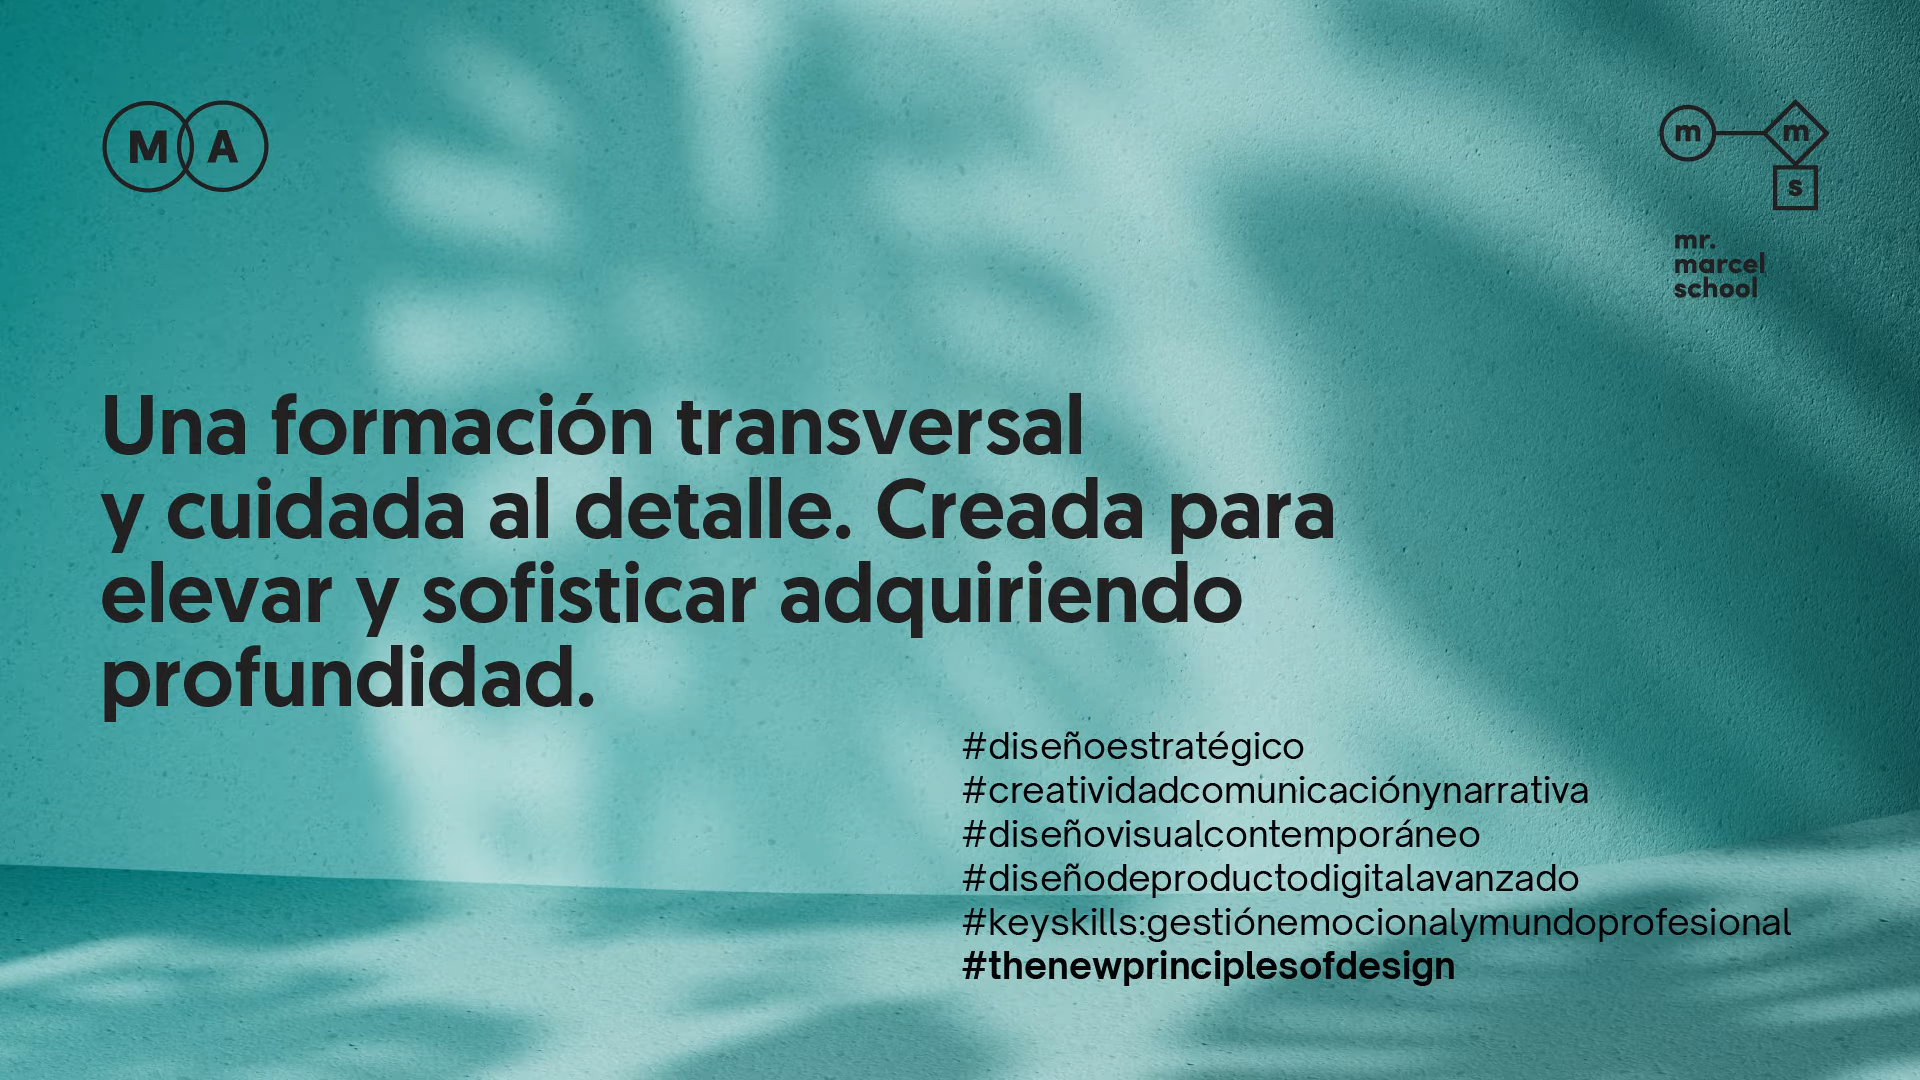 M A
m m
s
mr.
marcel
school
Una formación transversal
y cuidada al detalle. Creada para
elevar y sofisticar adquiriendo
profundidad.
#diseñoestratégico
#creatividadcomunicaciónynarrativa
#diseñovisualcontemporáneo
#diseñodeproductodigitalavanzado
#keyskills:gestiónemocionalymundoprofesional
#thenewprinciplesofdesign